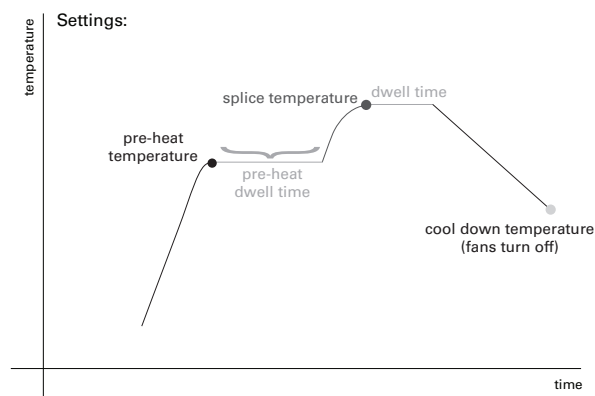 Settings:
temperature
splice temperature
dwell time
pre-heat
temperature
pre-heat
dwell time
cool down temperature
(fans turn off)
time